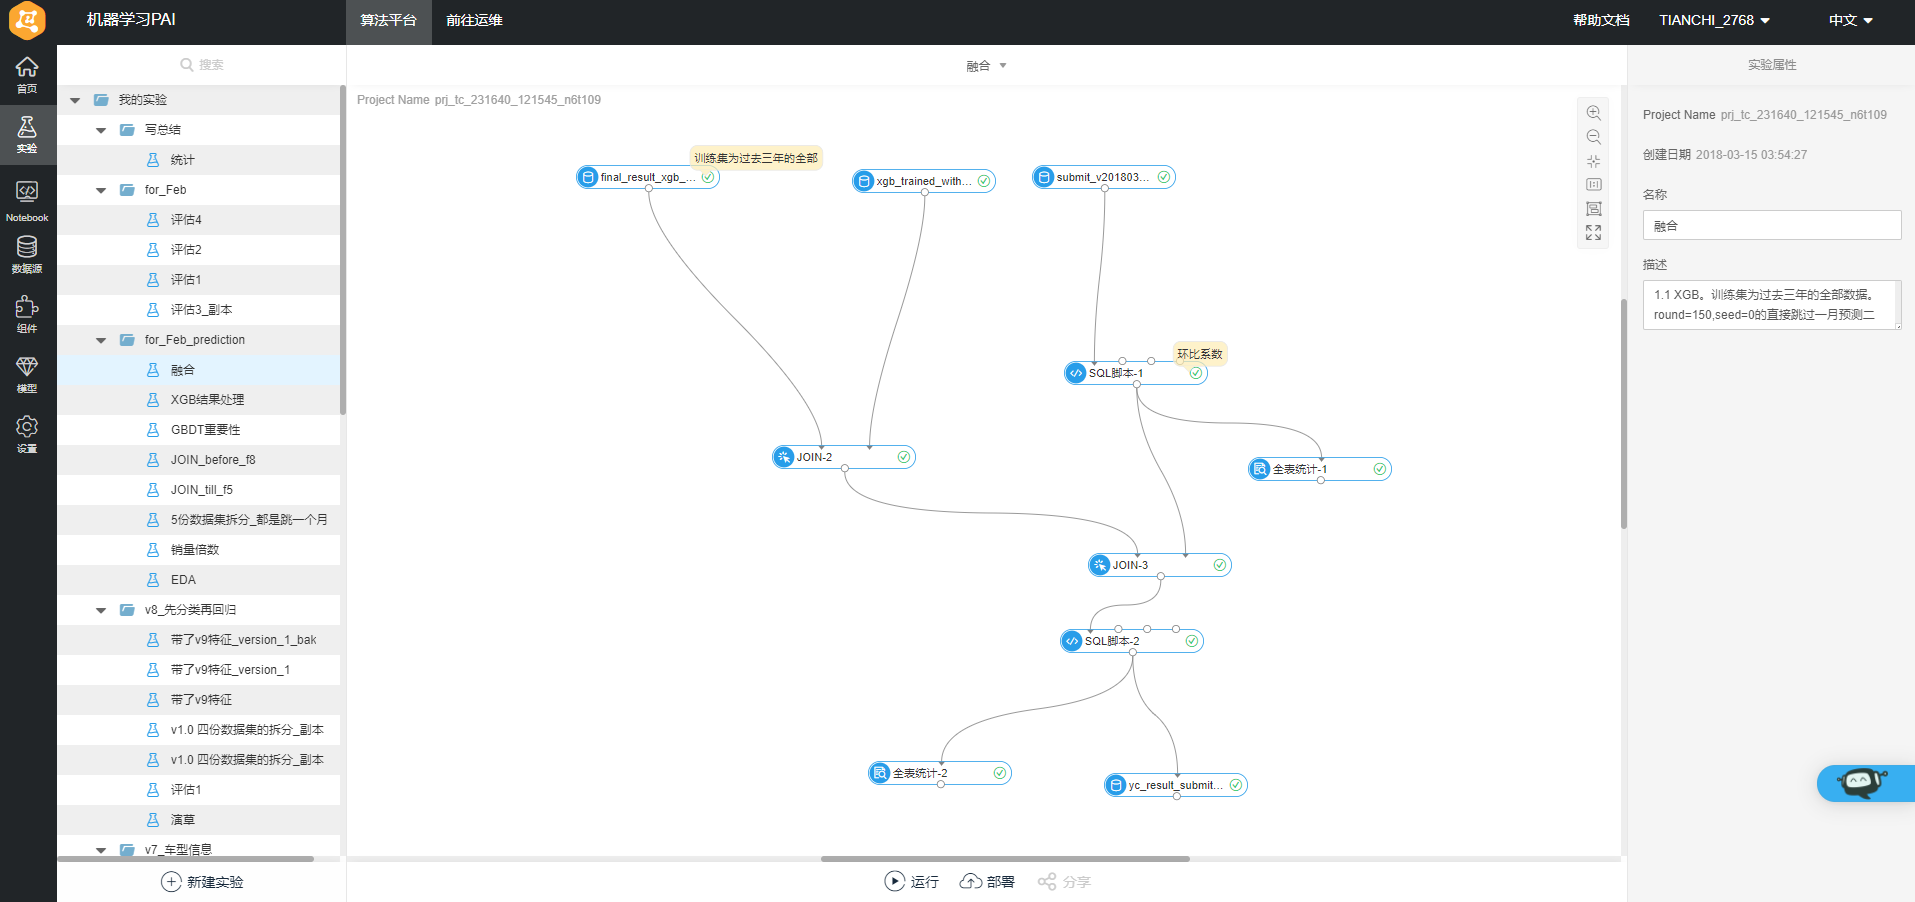 机器学习PAI
算法平台
前往运维
帮助文档
TIANCHI_2768
中文
首页
实验
Notebook
数据源
组件
模型
设置
搜索
我的实验
写总结
统计
for_Feb
评估4
评估2
评估1
评估3_副本
for_Feb_prediction
融合
XGB结果处理
GBDT重要性
JOIN_before_f8
JOIN_till_f5
5份数据集拆分_都是跳一个月
销量倍数
EDA
v8_先分类再回归
带了v9特征_version_1_bak
带了v9特征_version_1
带了v9特征
v1.0 四份数据集的拆分_副本
v1.0 四份数据集的拆分_副本
评估1
演草
v7_车型信息
新建实验
融合
Project Name prj_tc_231640_121545_n6t109
训练集为过去三年的全部
final_result_xgb_...
xgb_trained_with...
submit_v201803...
环比系数
SQL脚本-1
JOIN-2
全表统计-1
JOIN-3
SQL脚本-2
全表统计-2
yc_result_submit...
运行
部署
分享
实验属性
Project Name prj_tc_231640_121545_n6t109
创建日期 2018-03-15 03:54:27
名称
融合
描述
1.1 XGB。训练集为过去三年的全部数据。
round=150,seed=0的直接跳过一月预测二